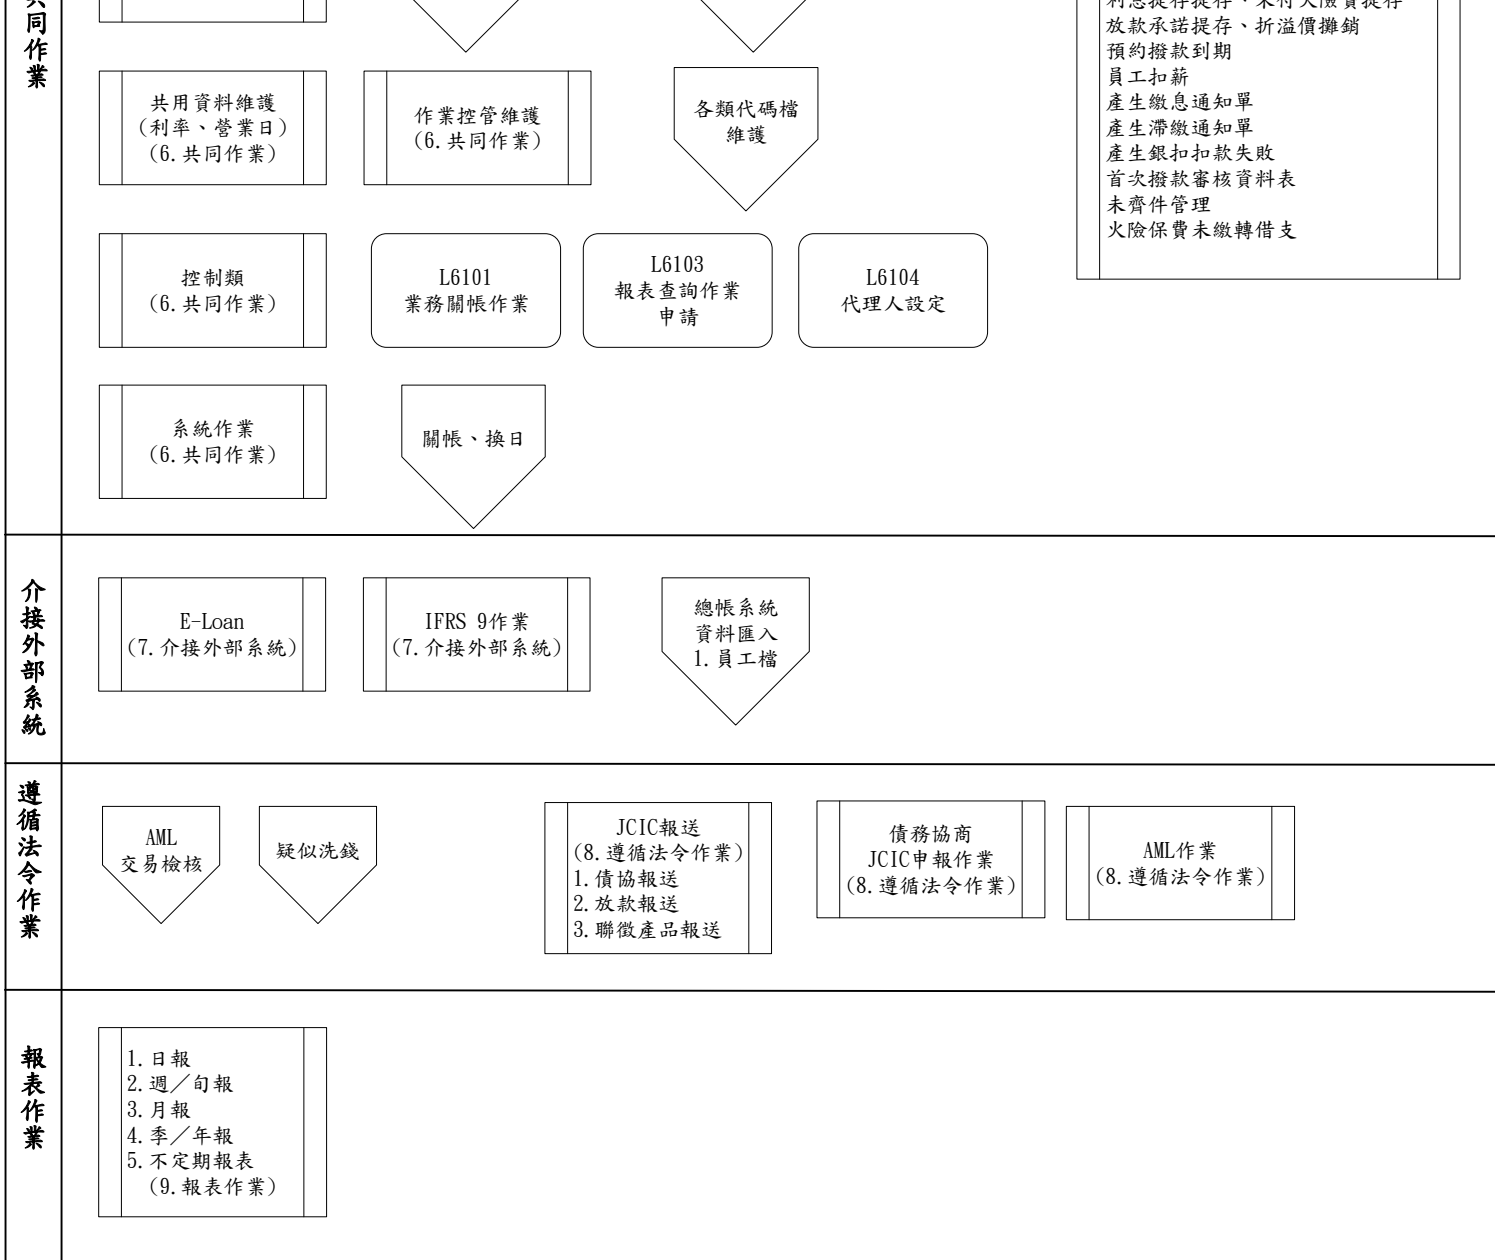 共同作業
利息提存提存、未付火險費提存
放款承諾提存、折溢價攤銷
預約撥款到期
員工扣薪
產生繳息通知單
產生滯繳通知單
產生銀扣扣款失敗
首次撥款審核資料表
未齊件管理
火險保費未繳轉借支
共用資料維護
(利率、營業日)
(6.共同作業)
作業控管維護
(6.共同作業)
各類代碼檔
維護
控制類
(6.共同作業)
L6101
業務關帳作業
L6103
報表查詢作業
申請
L6104
代理人設定
系統作業
(6.共同作業)
關帳、換日
介接外部系統
E-Loan
(7.介接外部系統)
IFRS 9作業
(7.介接外部系統)
總帳系統
資料匯入
1.員工檔
遵循法令作業
AML
交易檢核
疑似洗錢
JCIC報送
(8.遵循法令作業)
1.債協報送
2.放款報送
3.聯徵產品報送
債務協商
JCIC申報作業
(8.遵循法令作業)
AML作業
(8.遵循法令作業)
報表作業
1.日報
2.週／旬報
3.月報
4.季／年報
5.不定期報表
(9.報表作業)